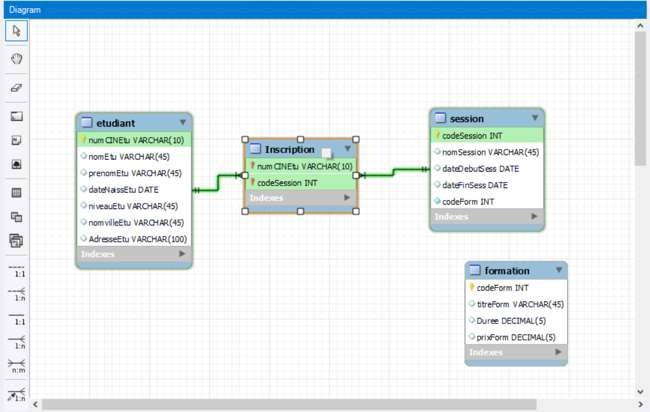 Diagram
etudiant
numCINEtu VARCHAR(10)
nomEtu VARCHAR(45)
prenomEtu VARCHAR(45)
dateNaissEtu DATE
niveauEtu VARCHAR(45)
nomvilleEtu VARCHAR(45)
AdresseEtu VARCHAR(100)
Indexes
Inscription
numCINEtu VARCHAR(10)
codeSession INT
Indexes
session
codeSession INT
nomSession VARCHAR(45)
dateDebutSess DATE
dateFinSess DATE
codeForm INT
Indexes
formation
codeForm INT
titreForm VARCHAR(45)
Duree DECIMAL(5)
prixForm DECIMAL(5)
Indexes
1:1
1:n
1:1
1:n
n:m
1:n